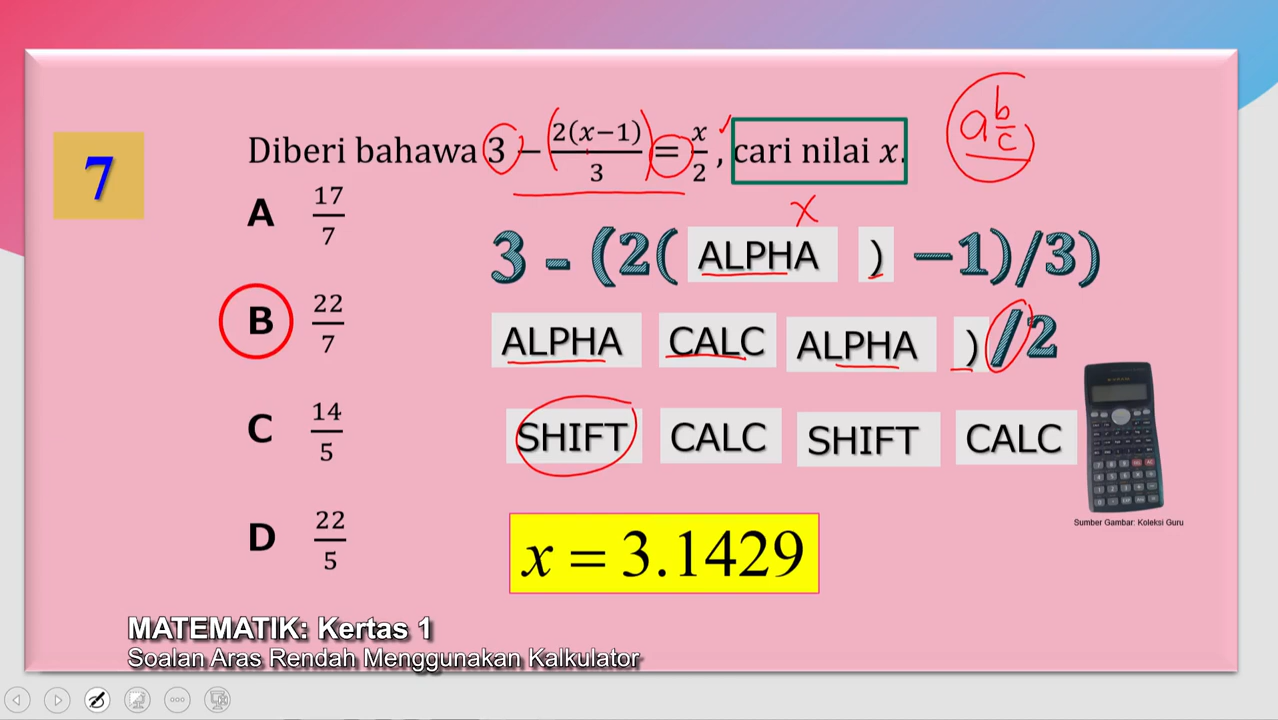 7
Diberi bahawa 3 − 2(x−1)/3 = x/2, cari nilai x.
a b/c
A 17/7
x
3 - (2( ALPHA ) −1)/3)
B 22/7
ALPHA CALC ALPHA ) /2
C 14/5
SHIFT CALC SHIFT CALC
Sumber Gambar: Koleksi Guru
D 22/5
x = 3.1429
MATEMATIK: Kertas 1
Soalan Aras Rendah Menggunakan Kalkulator